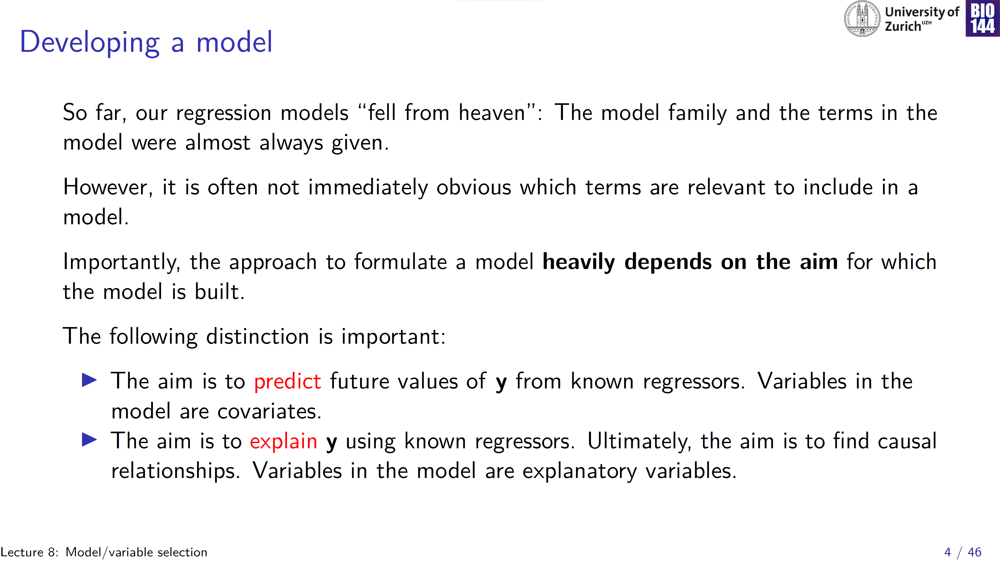 University of
Zurich UZH
BIO
144
Developing a model
So far, our regression models “fell from heaven”: The model family and the terms in the
model were almost always given.
However, it is often not immediately obvious which terms are relevant to include in a
model.
Importantly, the approach to formulate a model heavily depends on the aim for which
the model is built.
The following distinction is important:
▶ The aim is to predict future values of y from known regressors. Variables in the
model are covariates.
▶ The aim is to explain y using known regressors. Ultimately, the aim is to find causal
relationships. Variables in the model are explanatory variables.
Lecture 8: Model/variable selection
4 / 46